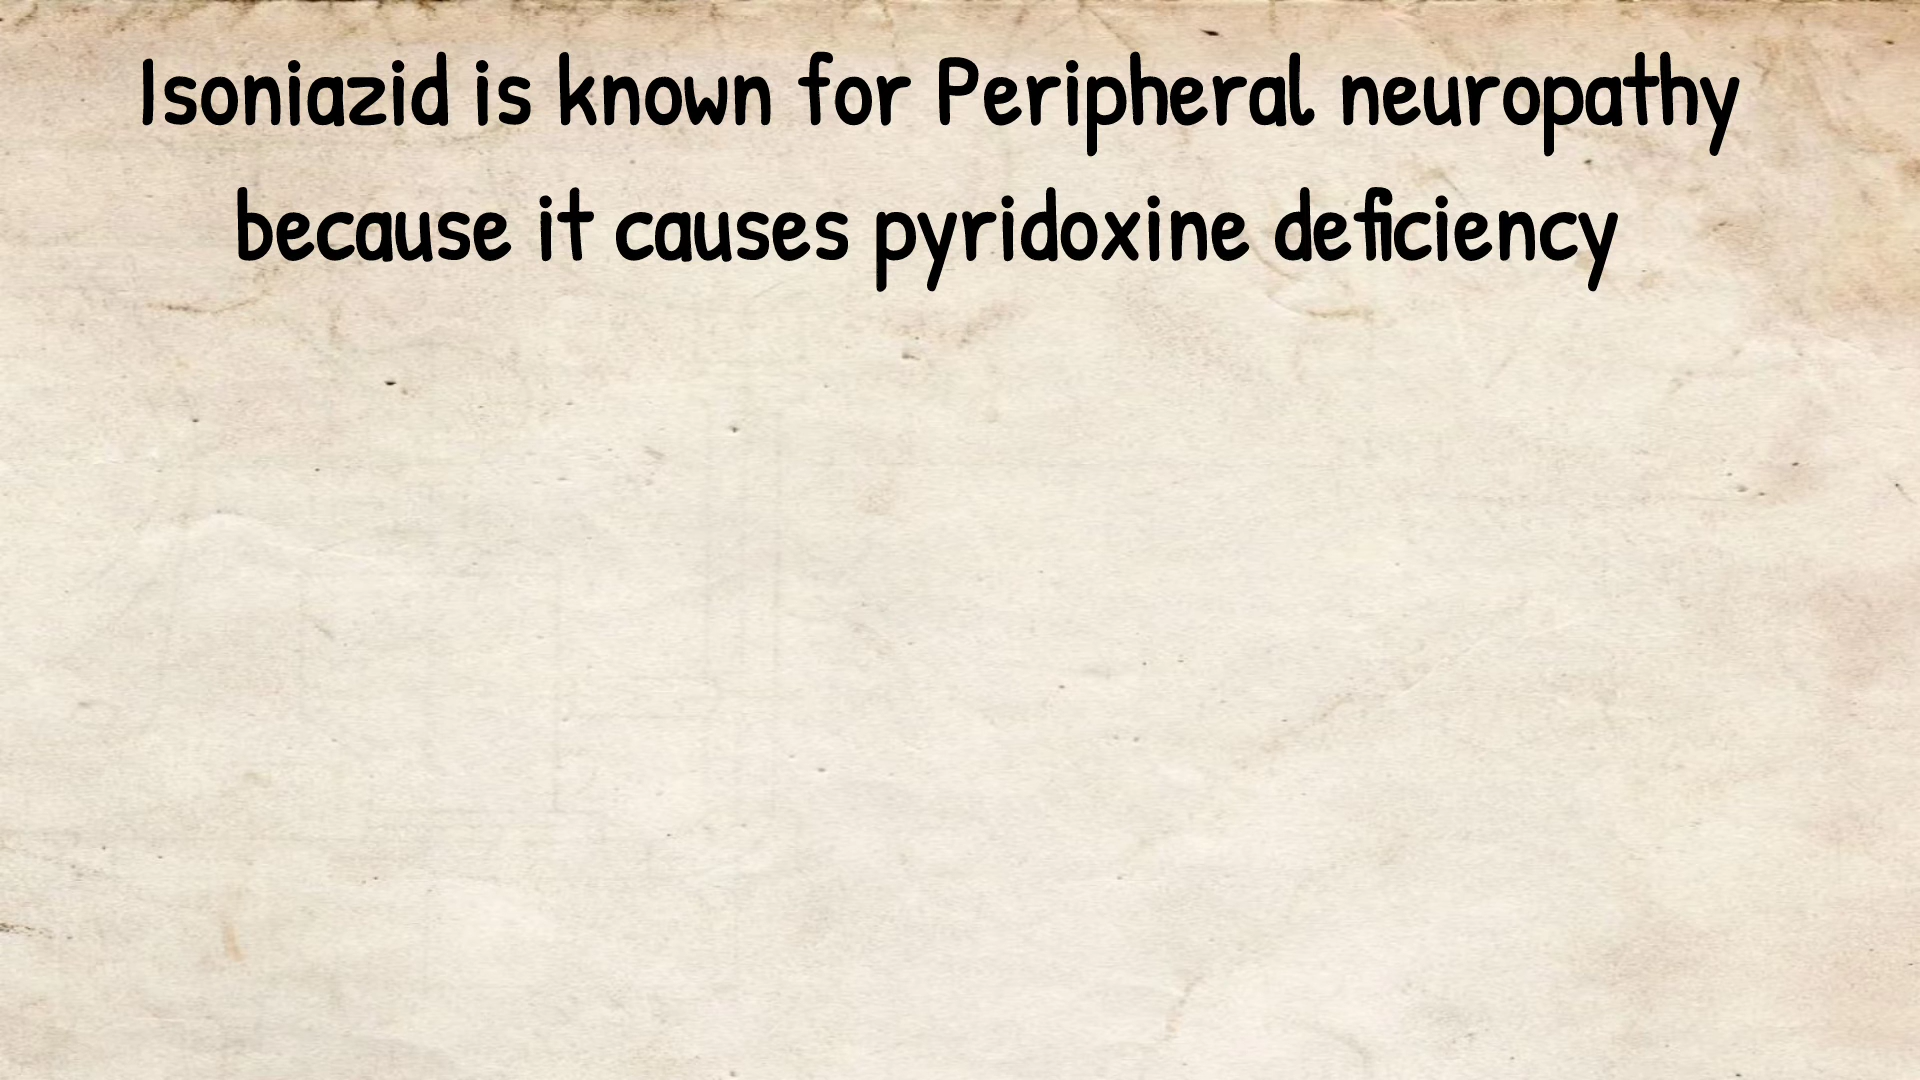 Isoniazid is known for Peripheral neuropathy
because it causes pyridoxine deficiency